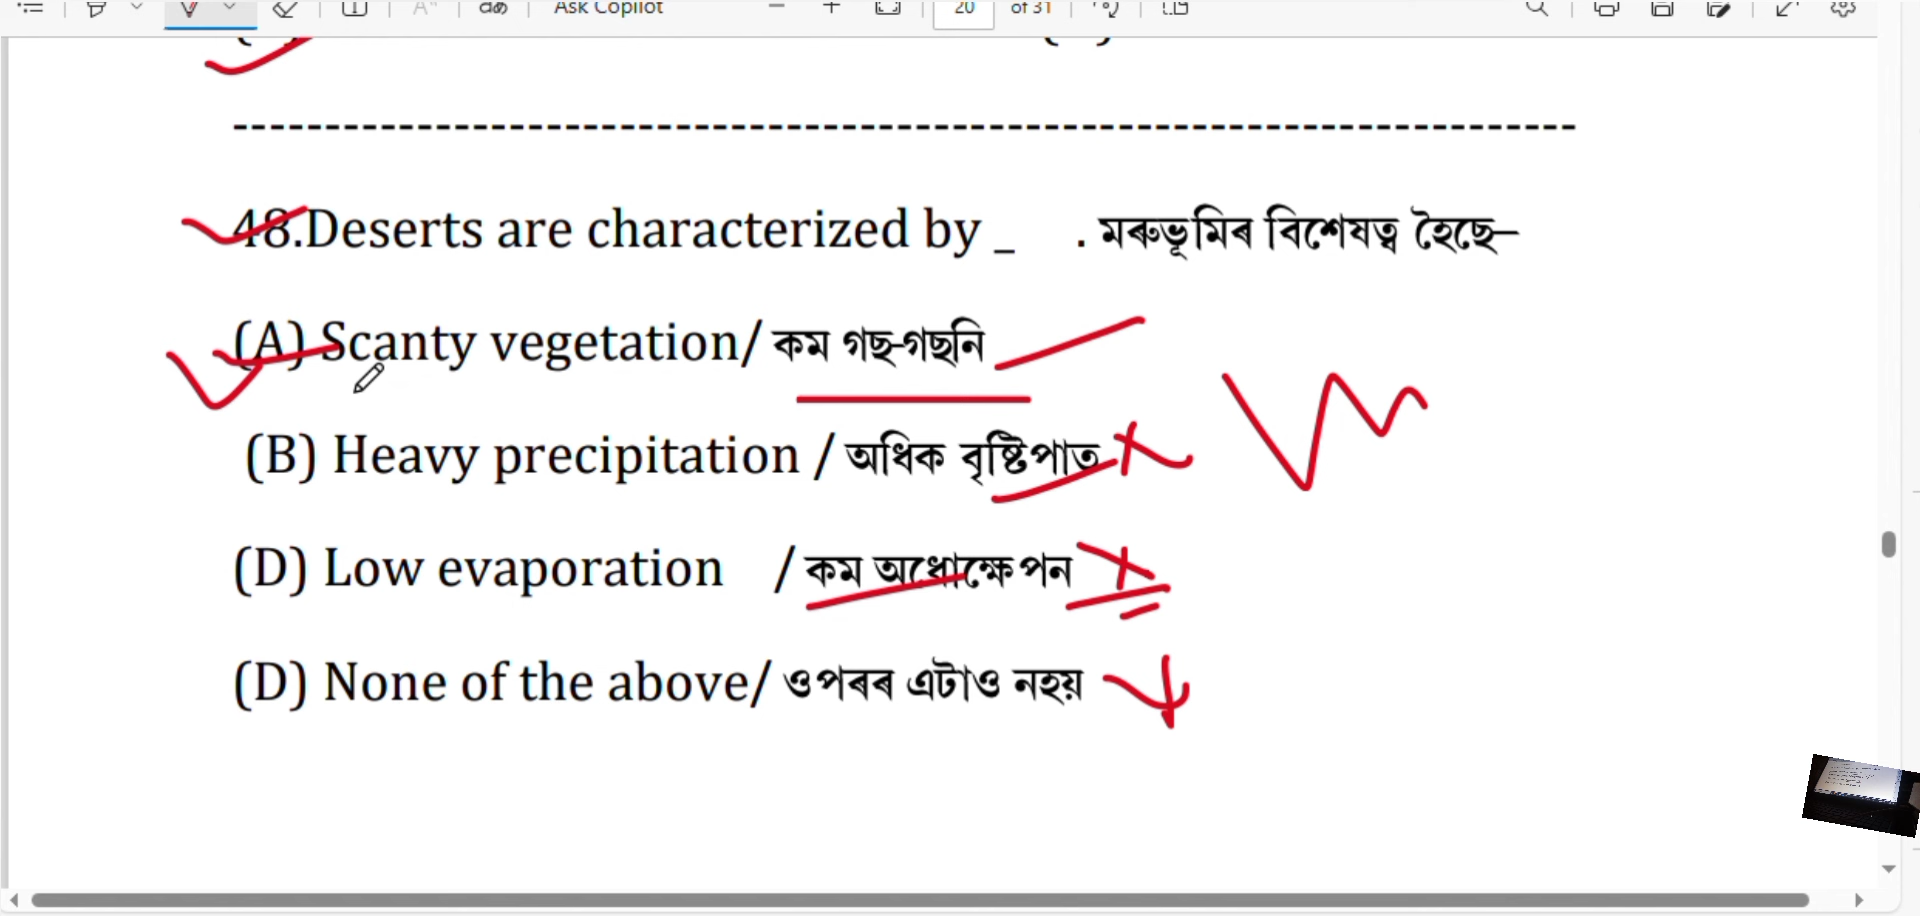 Ask Copilot
20 of 31
48.Deserts are characterized by _ . মৰুভূমিৰ বিশেষত্ব হৈছে–
(A) Scanty vegetation/ কম গছ-গছনি
(B) Heavy precipitation / অধিক বৃষ্টিপাত
(D) Low evaporation / কম অধোক্ষেপন
(D) None of the above/ ওপৰৰ এটাও নহয়